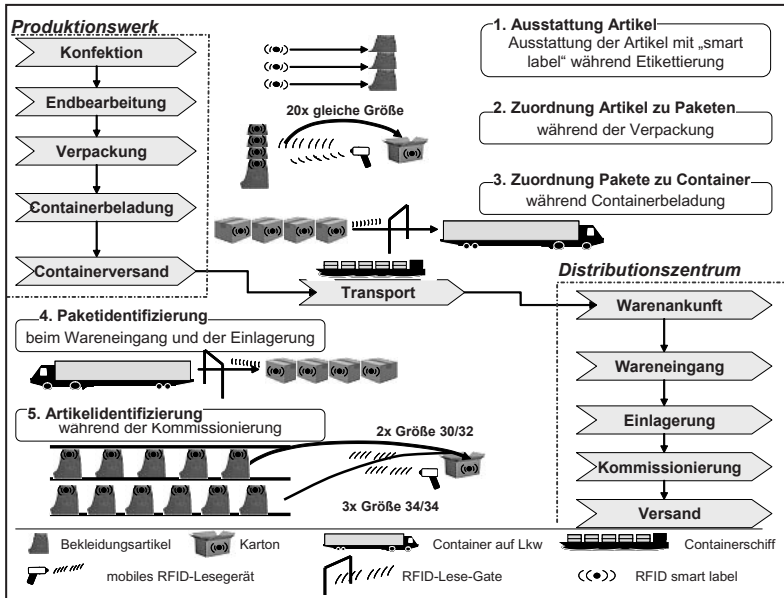 Produktionswerk
Konfektion
Endbearbeitung
Verpackung
Containerbeladung
Containerversand
1. Ausstattung Artikel
Ausstattung der Artikel mit „smart
label“ während Etikettierung
20x gleiche Größe
2. Zuordnung Artikel zu Paketen
während der Verpackung
3. Zuordnung Pakete zu Container
während Containerbeladung
Transport
Distributionszentrum
Warenankunft
Wareneingang
Einlagerung
Kommissionierung
Versand
4. Paketidentifizierung
beim Wareneingang und der Einlagerung
5. Artikelidentifizierung
während der Kommissionierung
2x Größe 30/32
3x Größe 34/34
Bekleidungsartikel
Karton
Container auf Lkw
Containerschiff
mobiles RFID-Lesegerät
RFID-Lese-Gate
RFID smart label